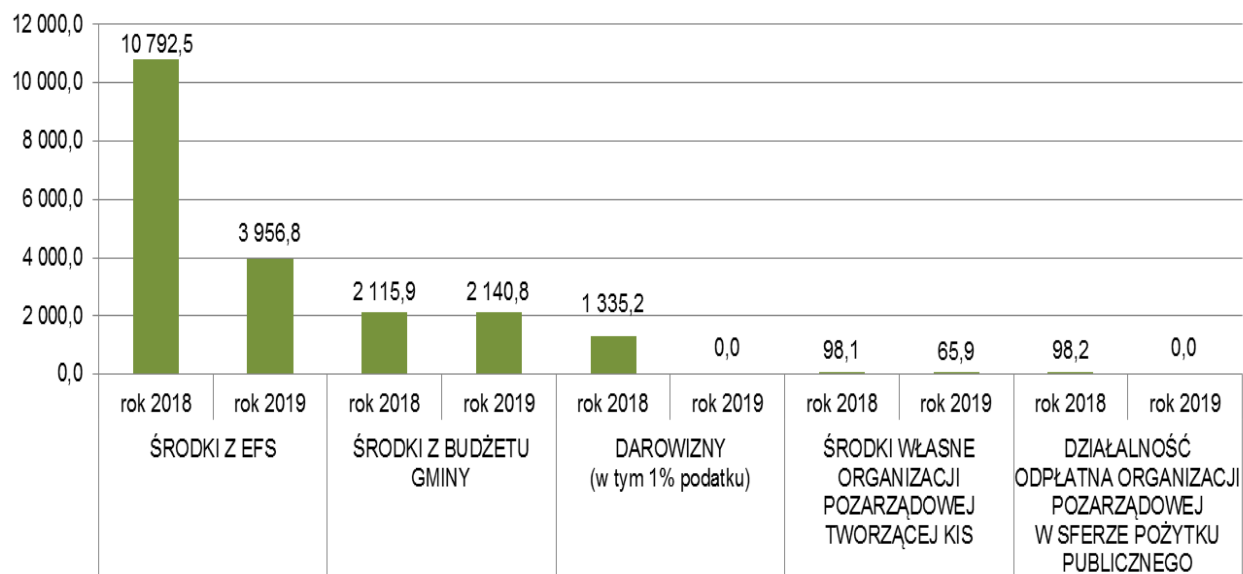 12 000,0
10 000,0
8 000,0
6 000,0
4 000,0
2 000,0
0,0
10 792,5
3 956,8
2 115,9
2 140,8
1 335,2
0,0
98,1
65,9
98,2
0,0
rok 2018
rok 2019
rok 2018
rok 2019
rok 2018
rok 2019
rok 2018
rok 2019
rok 2018
rok 2019
ŚRODKI Z EFS
ŚRODKI Z BUDŻETU
GMINY
DAROWIZNY
(w tym 1% podatku)
ŚRODKI WŁASNE
ORGANIZACJI
POZARZĄDOWEJ
TWORZĄCEJ KIS
DZIAŁALNOŚĆ
ODPŁATNA ORGANIZACJI
POZARZĄDOWEJ
W SFERZE POŻYTKU
PUBLICZNEGO